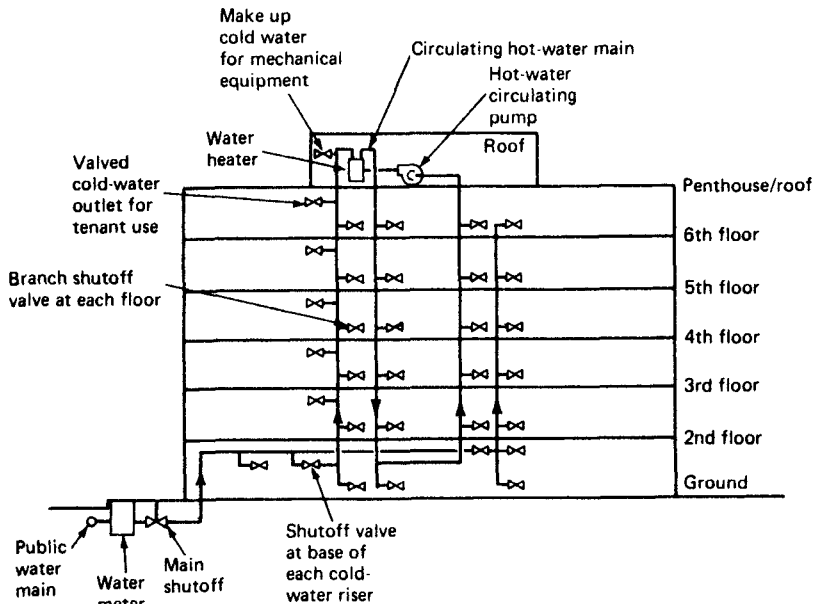 Make up
cold water
for mechanical
equipment
Circulating hot-water main
Hot-water
circulating
pump
Water
heater
Roof
Valved
cold-water
outlet for
tenant use
C
Penthouse/roof
6th floor
Branch shutoff
valve at each floor
5th floor
4th floor
3rd floor
2nd floor
Ground
Public
water
main
Water
meter
Main
shutoff
Shutoff valve
at base of
each cold-
water riser